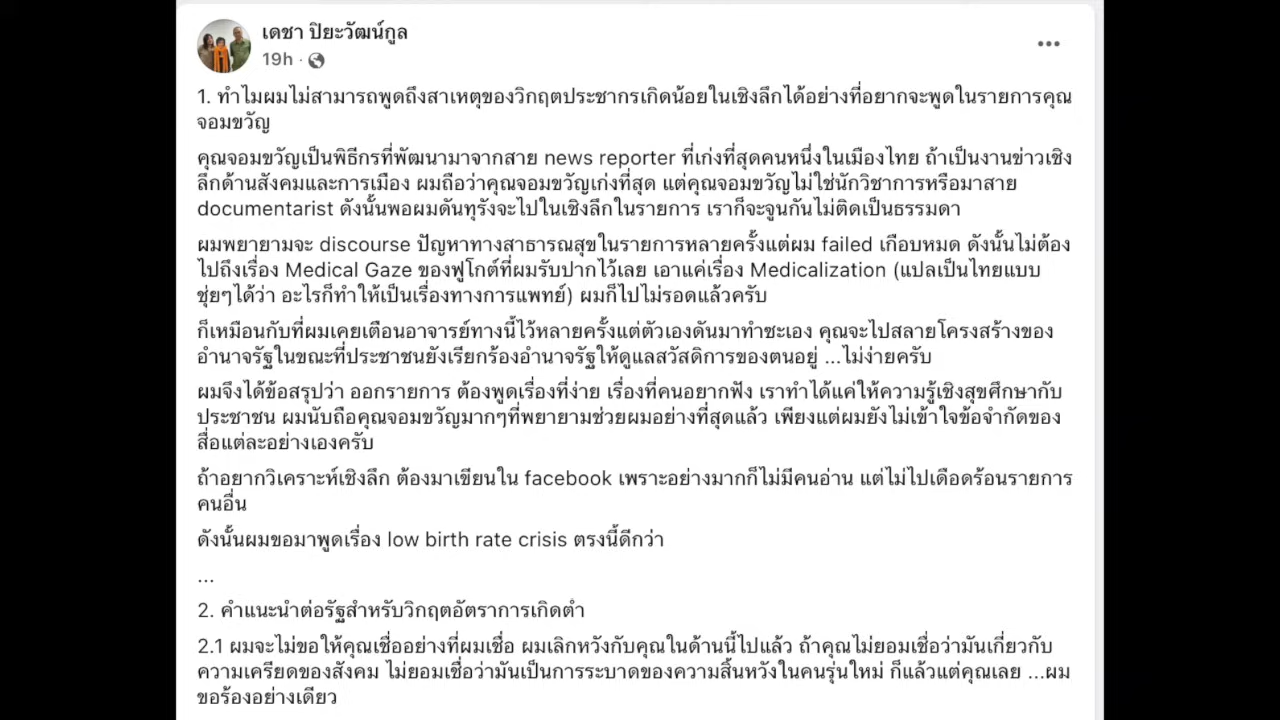 เดชา ปิยะวัฒน์กูล
19h ·
1. ทำไมผมไม่สามารถพูดถึงสาเหตุของวิกฤตประชากรเกิดน้อยในเชิงลึกได้อย่างที่อยากจะพูดในรายการคุณ
จอมขวัญ
คุณจอมขวัญเป็นพิธีกรที่พัฒนามาจากสาย news reporter ที่เก่งที่สุดคนหนึ่งในเมืองไทย ถ้าเป็นงานข่าวเชิง
ลึกด้านสังคมและการเมือง ผมถือว่าคุณจอมขวัญเก่งที่สุด แต่คุณจอมขวัญไม่ใช่นักวิชาการหรือมาสาย
documentarist ดังนั้นพอผมดันทุรังจะไปในเชิงลึกในรายการ เราก็จะจูนกันไม่ติดเป็นธรรมดา
ผมพยายามจะ discourse ปัญหาทางสาธารณสุขในรายการหลายครั้งแต่ผม failed เกือบหมด ดังนั้นไม่ต้อง
ไปถึงเรื่อง Medical Gaze ของฟูโกต์ที่ผมรับปากไว้เลย เอาแค่เรื่อง Medicalization (แปลเป็นไทยแบบ
ชุ่ยๆได้ว่า อะไรก็ทำให้เป็นเรื่องทางการแพทย์) ผมก็ไปไม่รอดแล้วครับ
ก็เหมือนกับที่ผมเคยเตือนอาจารย์ทางนี้ไว้หลายครั้งแต่ตัวเองดันมาทำซะเอง คุณจะไปสลายโครงสร้างของ
อำนาจรัฐในขณะที่ประชาชนยังเรียกร้องอำนาจรัฐให้ดูแลสวัสดิการของตนอยู่ ...ไม่ง่ายครับ
ผมจึงได้ข้อสรุปว่า ออกรายการ ต้องพูดเรื่องที่ง่าย เรื่องที่คนอยากฟัง เราทำได้แค่ให้ความรู้เชิงสุขศึกษากับ
ประชาชน ผมนับถือคุณจอมขวัญมากๆที่พยายามช่วยผมอย่างที่สุดแล้ว เพียงแต่ผมยังไม่เข้าใจข้อจำกัดของ
สื่อแต่ละอย่างเองครับ
ถ้าอยากวิเคราะห์เชิงลึก ต้องมาเขียนใน facebook เพราะอย่างมากก็ไม่มีคนอ่าน แต่ไม่ไปเดือดร้อนรายการ
คนอื่น
ดังนั้นผมขอมาพูดเรื่อง low birth rate crisis ตรงนี้ดีกว่า
...
2. คำแนะนำต่อรัฐสำหรับวิกฤตอัตราการเกิดต่ำ
2.1 ผมจะไม่ขอให้คุณเชื่ออย่างที่ผมเชื่อ ผมเลิกหวังกับคุณในด้านนี้ไปแล้ว ถ้าคุณไม่ยอมเชื่อว่ามันเกี่ยวกับ
ความเครียดของสังคม ไม่ยอมเชื่อว่ามันเป็นการระบาดของความสิ้นหวังในคนรุ่นใหม่ ก็แล้วแต่คุณเลย ...ผม
ขอร้องอย่างเดียว